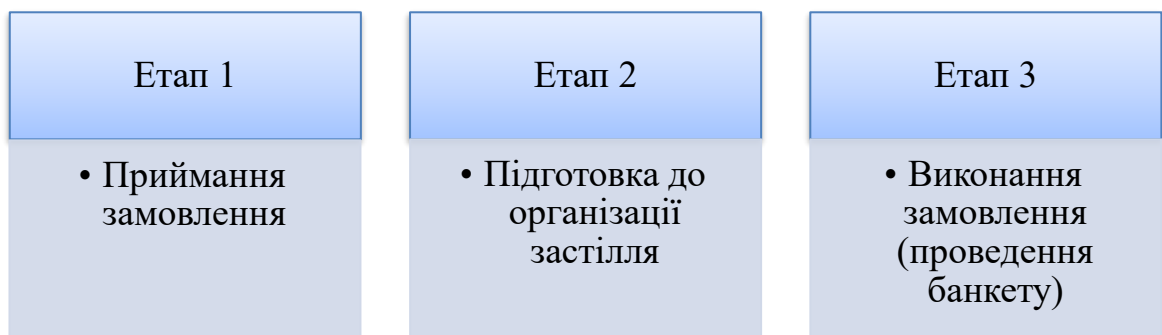 Етап 1
• Приймання
замовлення
Етап 2
• Підготовка до
організації
застілля
Етап 3
• Виконання
замовлення
(проведення
банкету)